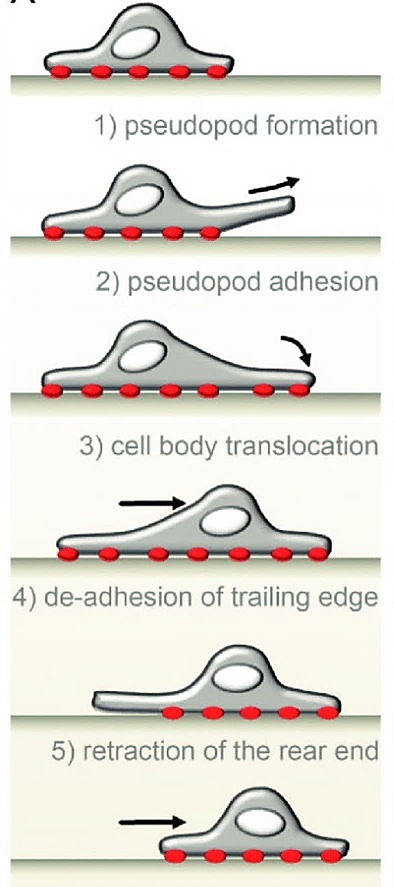 1) pseudopod formation
2) pseudopod adhesion
3) cell body translocation
4) de-adhesion of trailing edge
5) retraction of the rear end